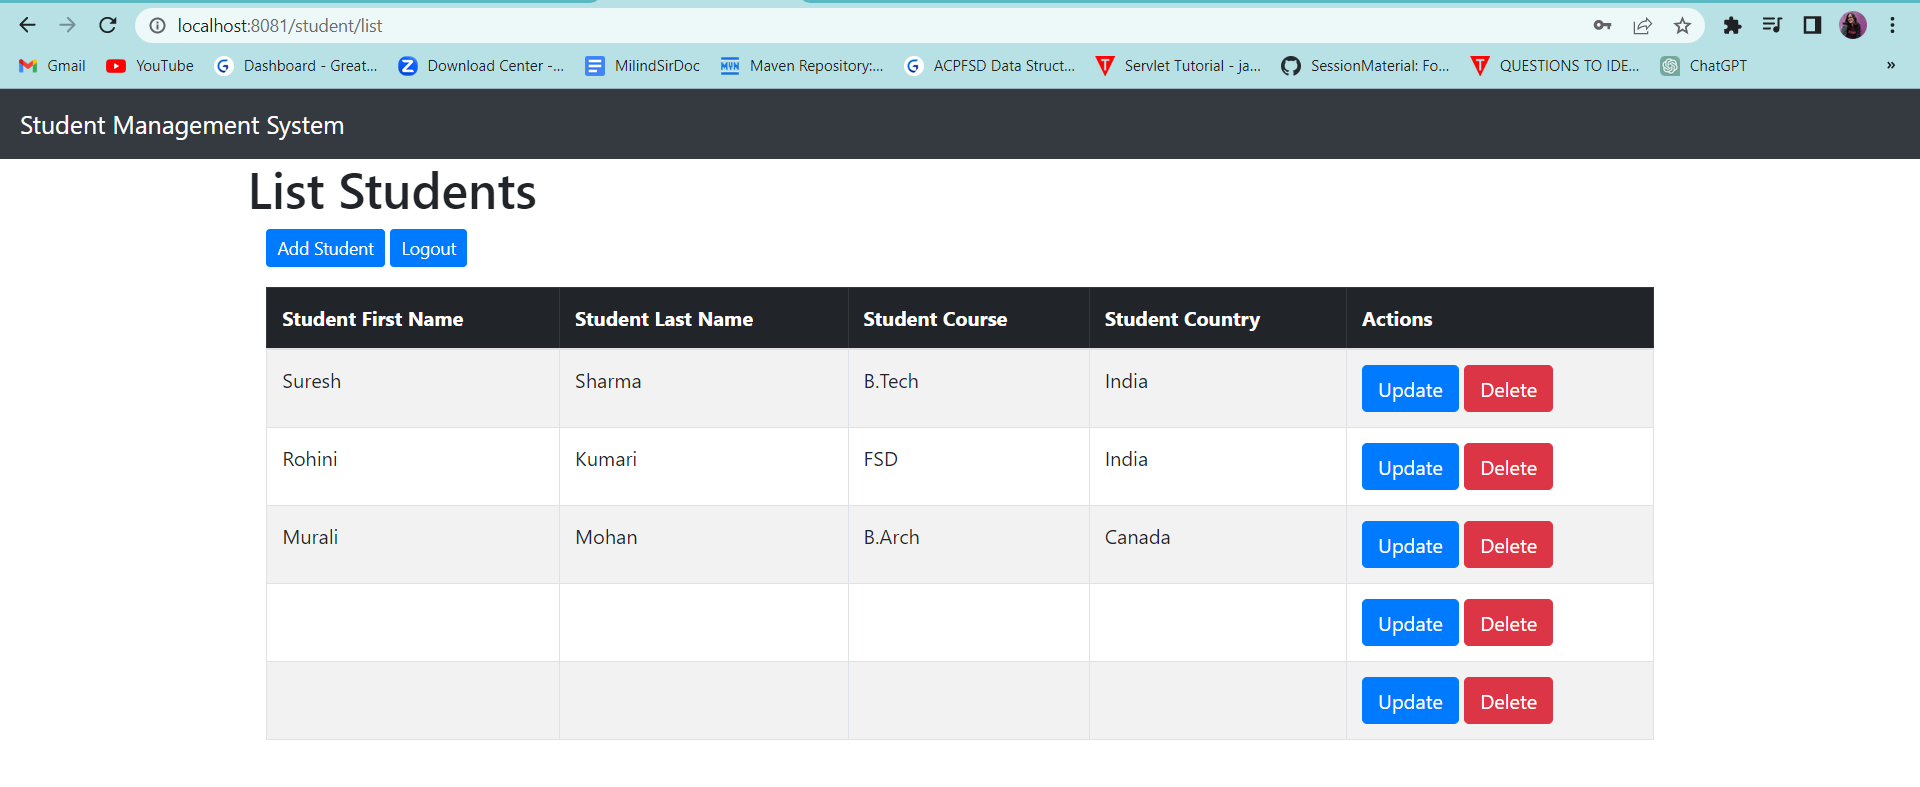 localhost:8081/student/list
Gmail YouTube Dashboard - Great... Download Center -... MilindSirDoc Maven Repository:... ACPFSD Data Struct... Servlet Tutorial - ja... SessionMaterial: Fo... QUESTIONS TO IDE... ChatGPT »
Student Management System
List Students
Add Student Logout
Student First Name Student Last Name Student Course Student Country Actions
Suresh Sharma B.Tech India Update Delete
Rohini Kumari FSD India Update Delete
Murali Mohan B.Arch Canada Update Delete
Update Delete
Update Delete